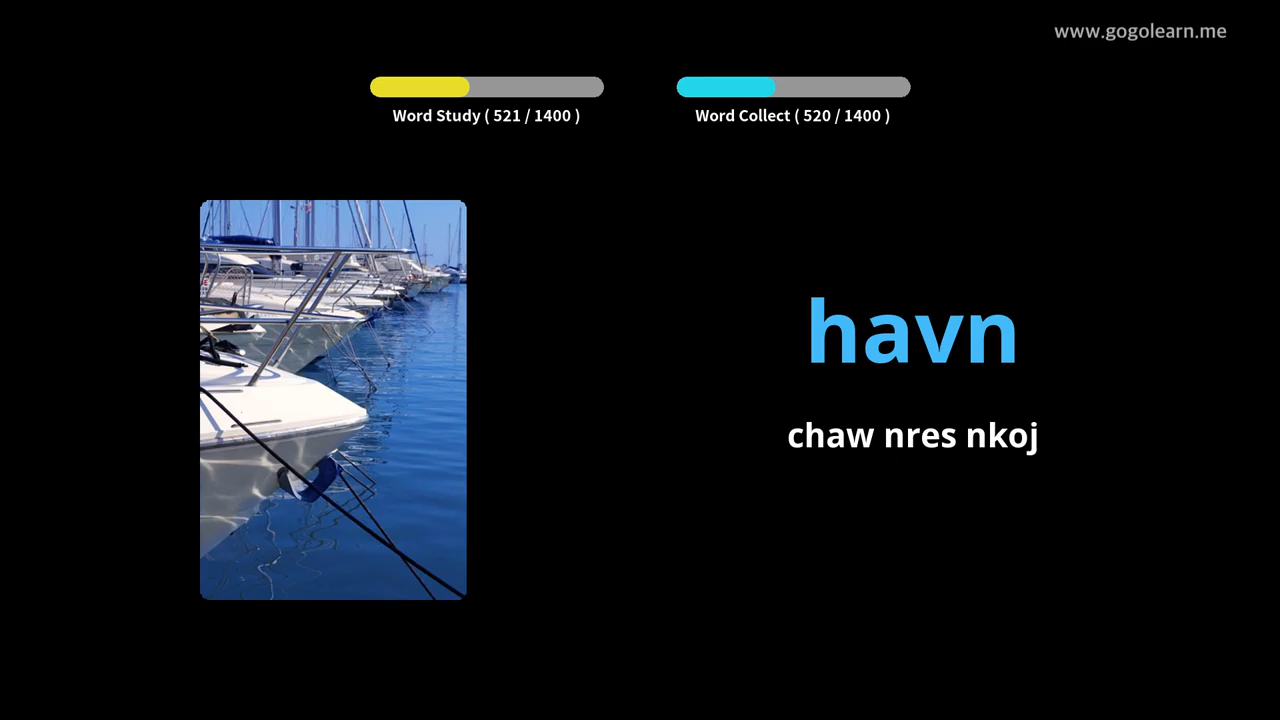 www.gogolearn.me
Word Study ( 521 / 1400 )
Word Collect ( 520 / 1400 )
havn
chaw nres nkoj